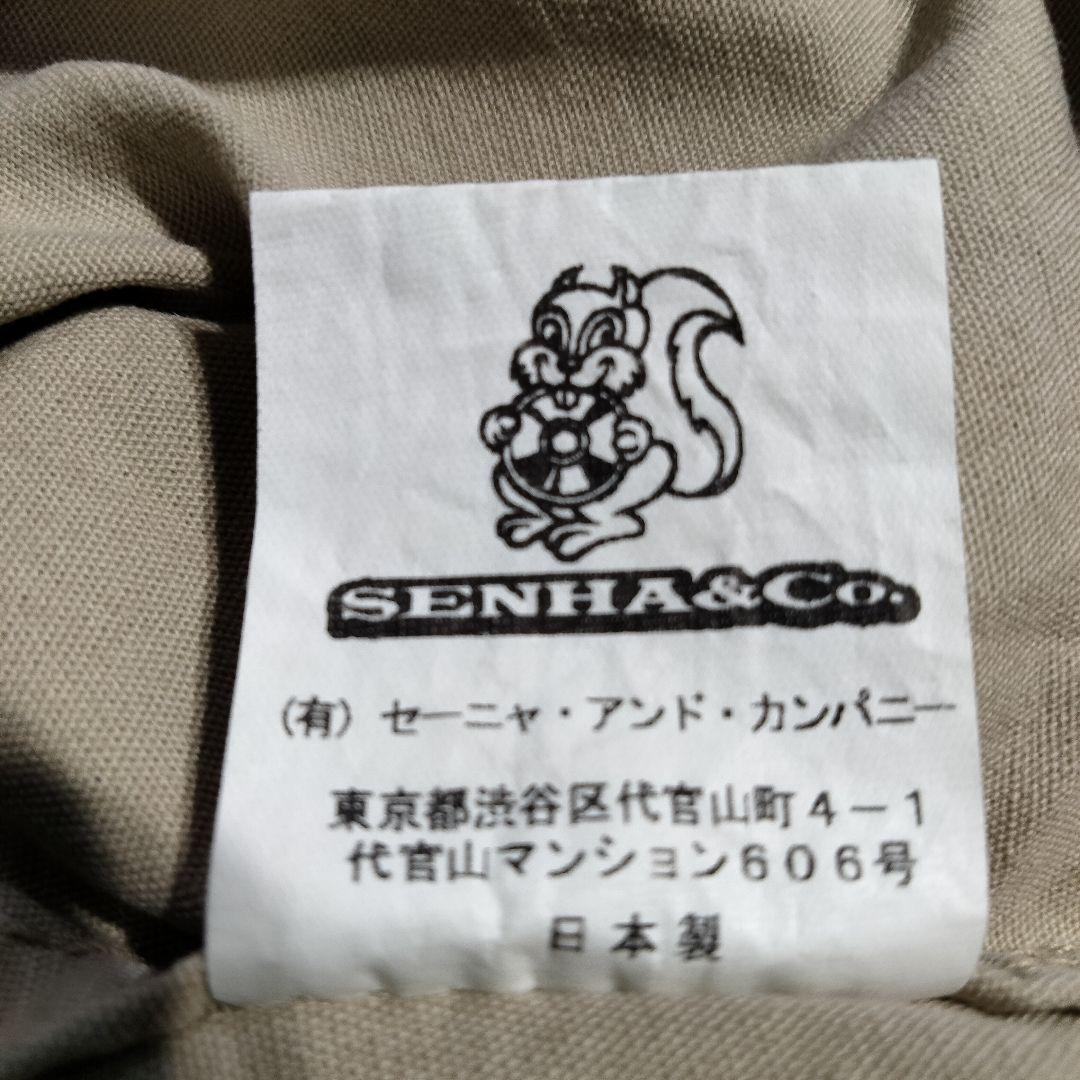 SENHA&CO.
(有) セーニャ・アンド・カンパニー
東京都渋谷区代官山町4-1
代官山マンション606号
日本製